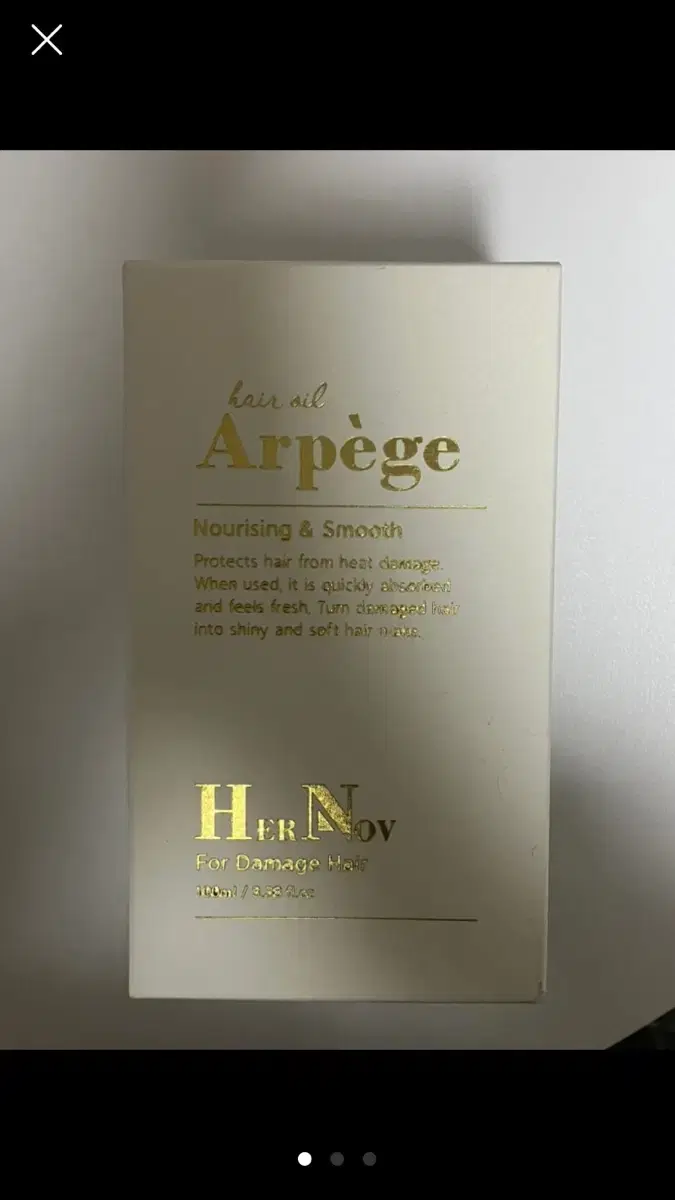 hair oil
Arpège
Nourising & Smooth
Protects hair from heat damage.
When used, it is quickly absorbed
and feels fresh. Turn damaged hair
into shiny and soft hair
HERNOV
For Damage Hair
100ml /